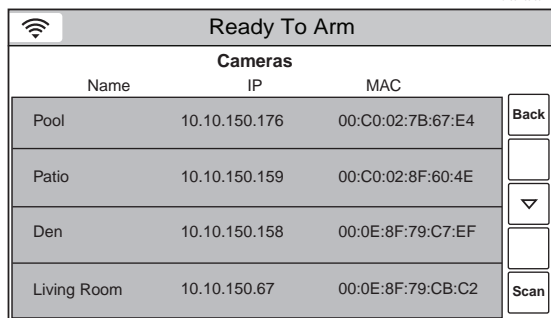 Ready To Arm
Cameras
Name IP MAC
Pool 10.10.150.176 00:C0:02:7B:67:E4
Back
Patio 10.10.150.159 00:C0:02:8F:60:4E
Den 10.10.150.158 00:0E:8F:79:C7:EF
Living Room 10.10.150.67 00:0E:8F:79:CB:C2
Scan